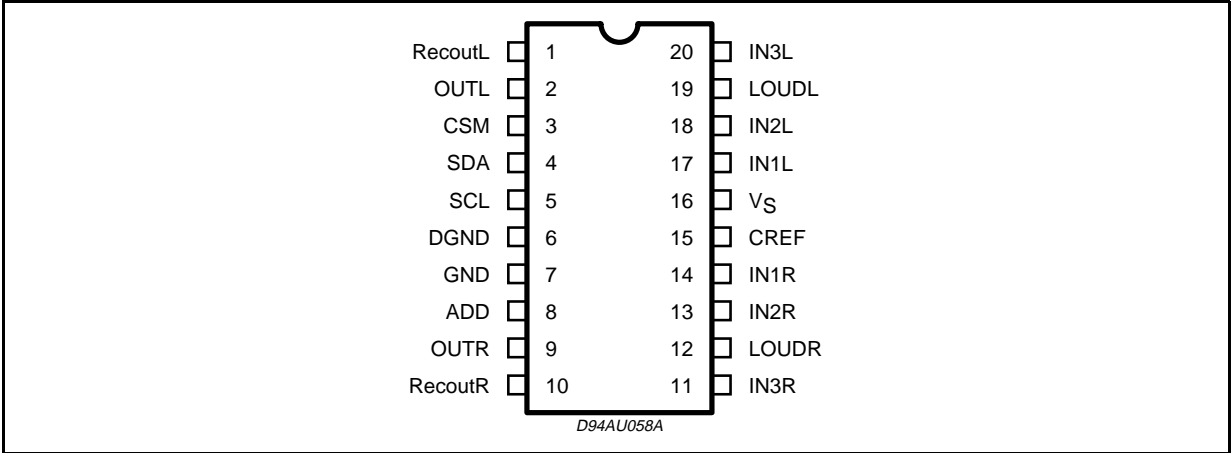 RecoutL 1 20 IN3L
OUTL 2 19 LOUDL
CSM 3 18 IN2L
SDA 4 17 IN1L
SCL 5 16 VS
DGND 6 15 CREF
GND 7 14 IN1R
ADD 8 13 IN2R
OUTR 9 12 LOUDR
RecoutR 10 11 IN3R
D94AU058A